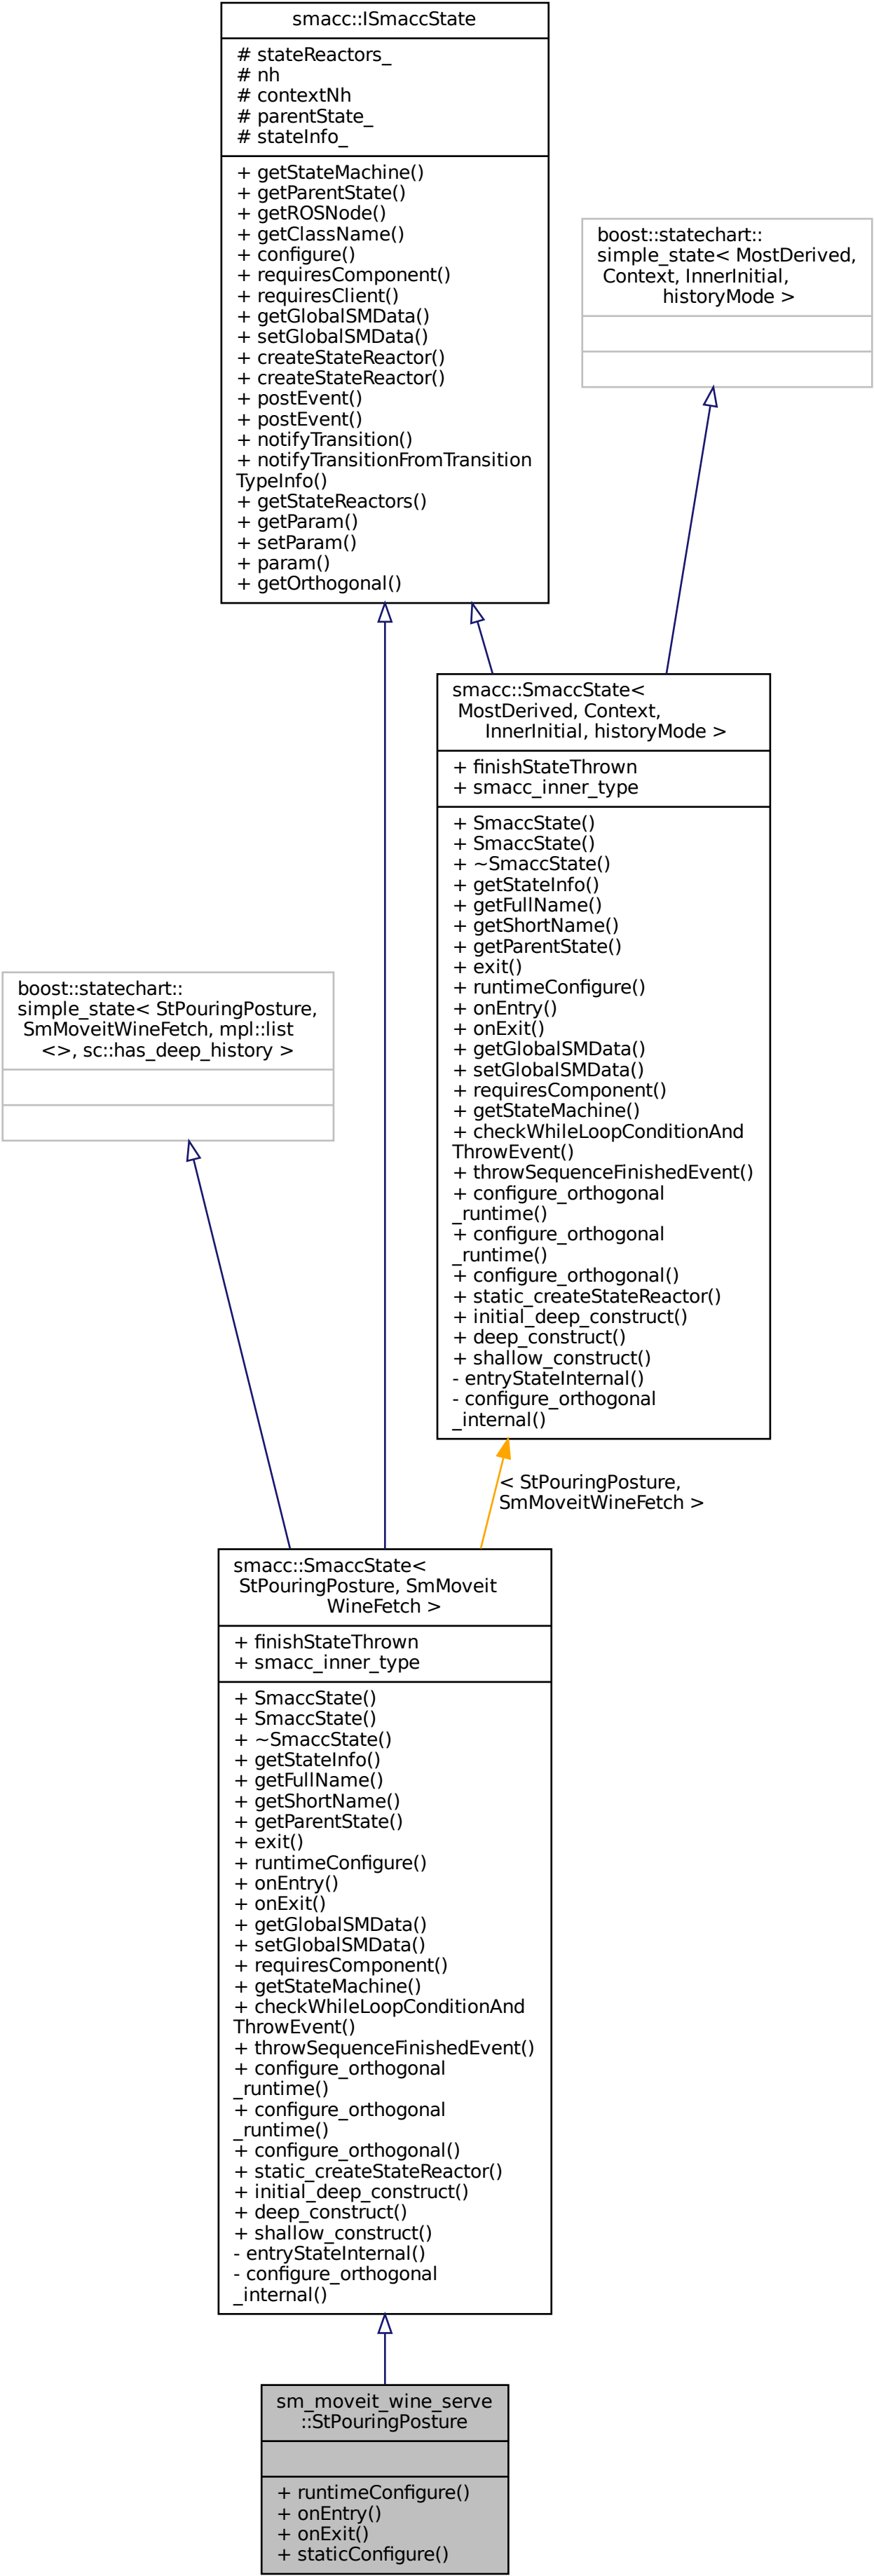 smacc::ISmaccState
# stateReactors_
# nh
# contextNh
# parentState_
# stateInfo_
+ getStateMachine()
+ getParentState()
+ getROSNode()
+ getClassName()
+ configure()
+ requiresComponent()
+ requiresClient()
+ getGlobalSMData()
+ setGlobalSMData()
+ createStateReactor()
+ createStateReactor()
+ postEvent()
+ postEvent()
+ notifyTransition()
+ notifyTransitionFromTransition
TypeInfo()
+ getStateReactors()
+ getParam()
+ setParam()
+ param()
+ getOrthogonal()
boost::statechart::
simple_state< MostDerived,
Context, InnerInitial,
historyMode >
smacc::SmaccState<
MostDerived, Context,
InnerInitial, historyMode >
+ finishStateThrown
+ smacc_inner_type
+ SmaccState()
+ SmaccState()
+ ~SmaccState()
+ getStateInfo()
+ getFullName()
+ getShortName()
+ getParentState()
+ exit()
+ runtimeConfigure()
+ onEntry()
+ onExit()
+ getGlobalSMData()
+ setGlobalSMData()
+ requiresComponent()
+ getStateMachine()
+ checkWhileLoopConditionAnd
ThrowEvent()
+ throwSequenceFinishedEvent()
+ configure_orthogonal
_runtime()
+ configure_orthogonal
_runtime()
+ configure_orthogonal()
+ static_createStateReactor()
+ initial_deep_construct()
+ deep_construct()
+ shallow_construct()
- entryStateInternal()
- configure_orthogonal
_internal()
boost::statechart::
simple_state< StPouringPosture,
SmMoveitWineFetch, mpl::list
<>, sc::has_deep_history >
< StPouringPosture,
SmMoveitWineFetch >
smacc::SmaccState<
StPouringPosture, SmMoveit
WineFetch >
+ finishStateThrown
+ smacc_inner_type
+ SmaccState()
+ SmaccState()
+ ~SmaccState()
+ getStateInfo()
+ getFullName()
+ getShortName()
+ getParentState()
+ exit()
+ runtimeConfigure()
+ onEntry()
+ onExit()
+ getGlobalSMData()
+ setGlobalSMData()
+ requiresComponent()
+ getStateMachine()
+ checkWhileLoopConditionAnd
ThrowEvent()
+ throwSequenceFinishedEvent()
+ configure_orthogonal
_runtime()
+ configure_orthogonal
_runtime()
+ configure_orthogonal()
+ static_createStateReactor()
+ initial_deep_construct()
+ deep_construct()
+ shallow_construct()
- entryStateInternal()
- configure_orthogonal
_internal()
sm_moveit_wine_serve
::StPouringPosture
+ runtimeConfigure()
+ onEntry()
+ onExit()
+ staticConfigure()